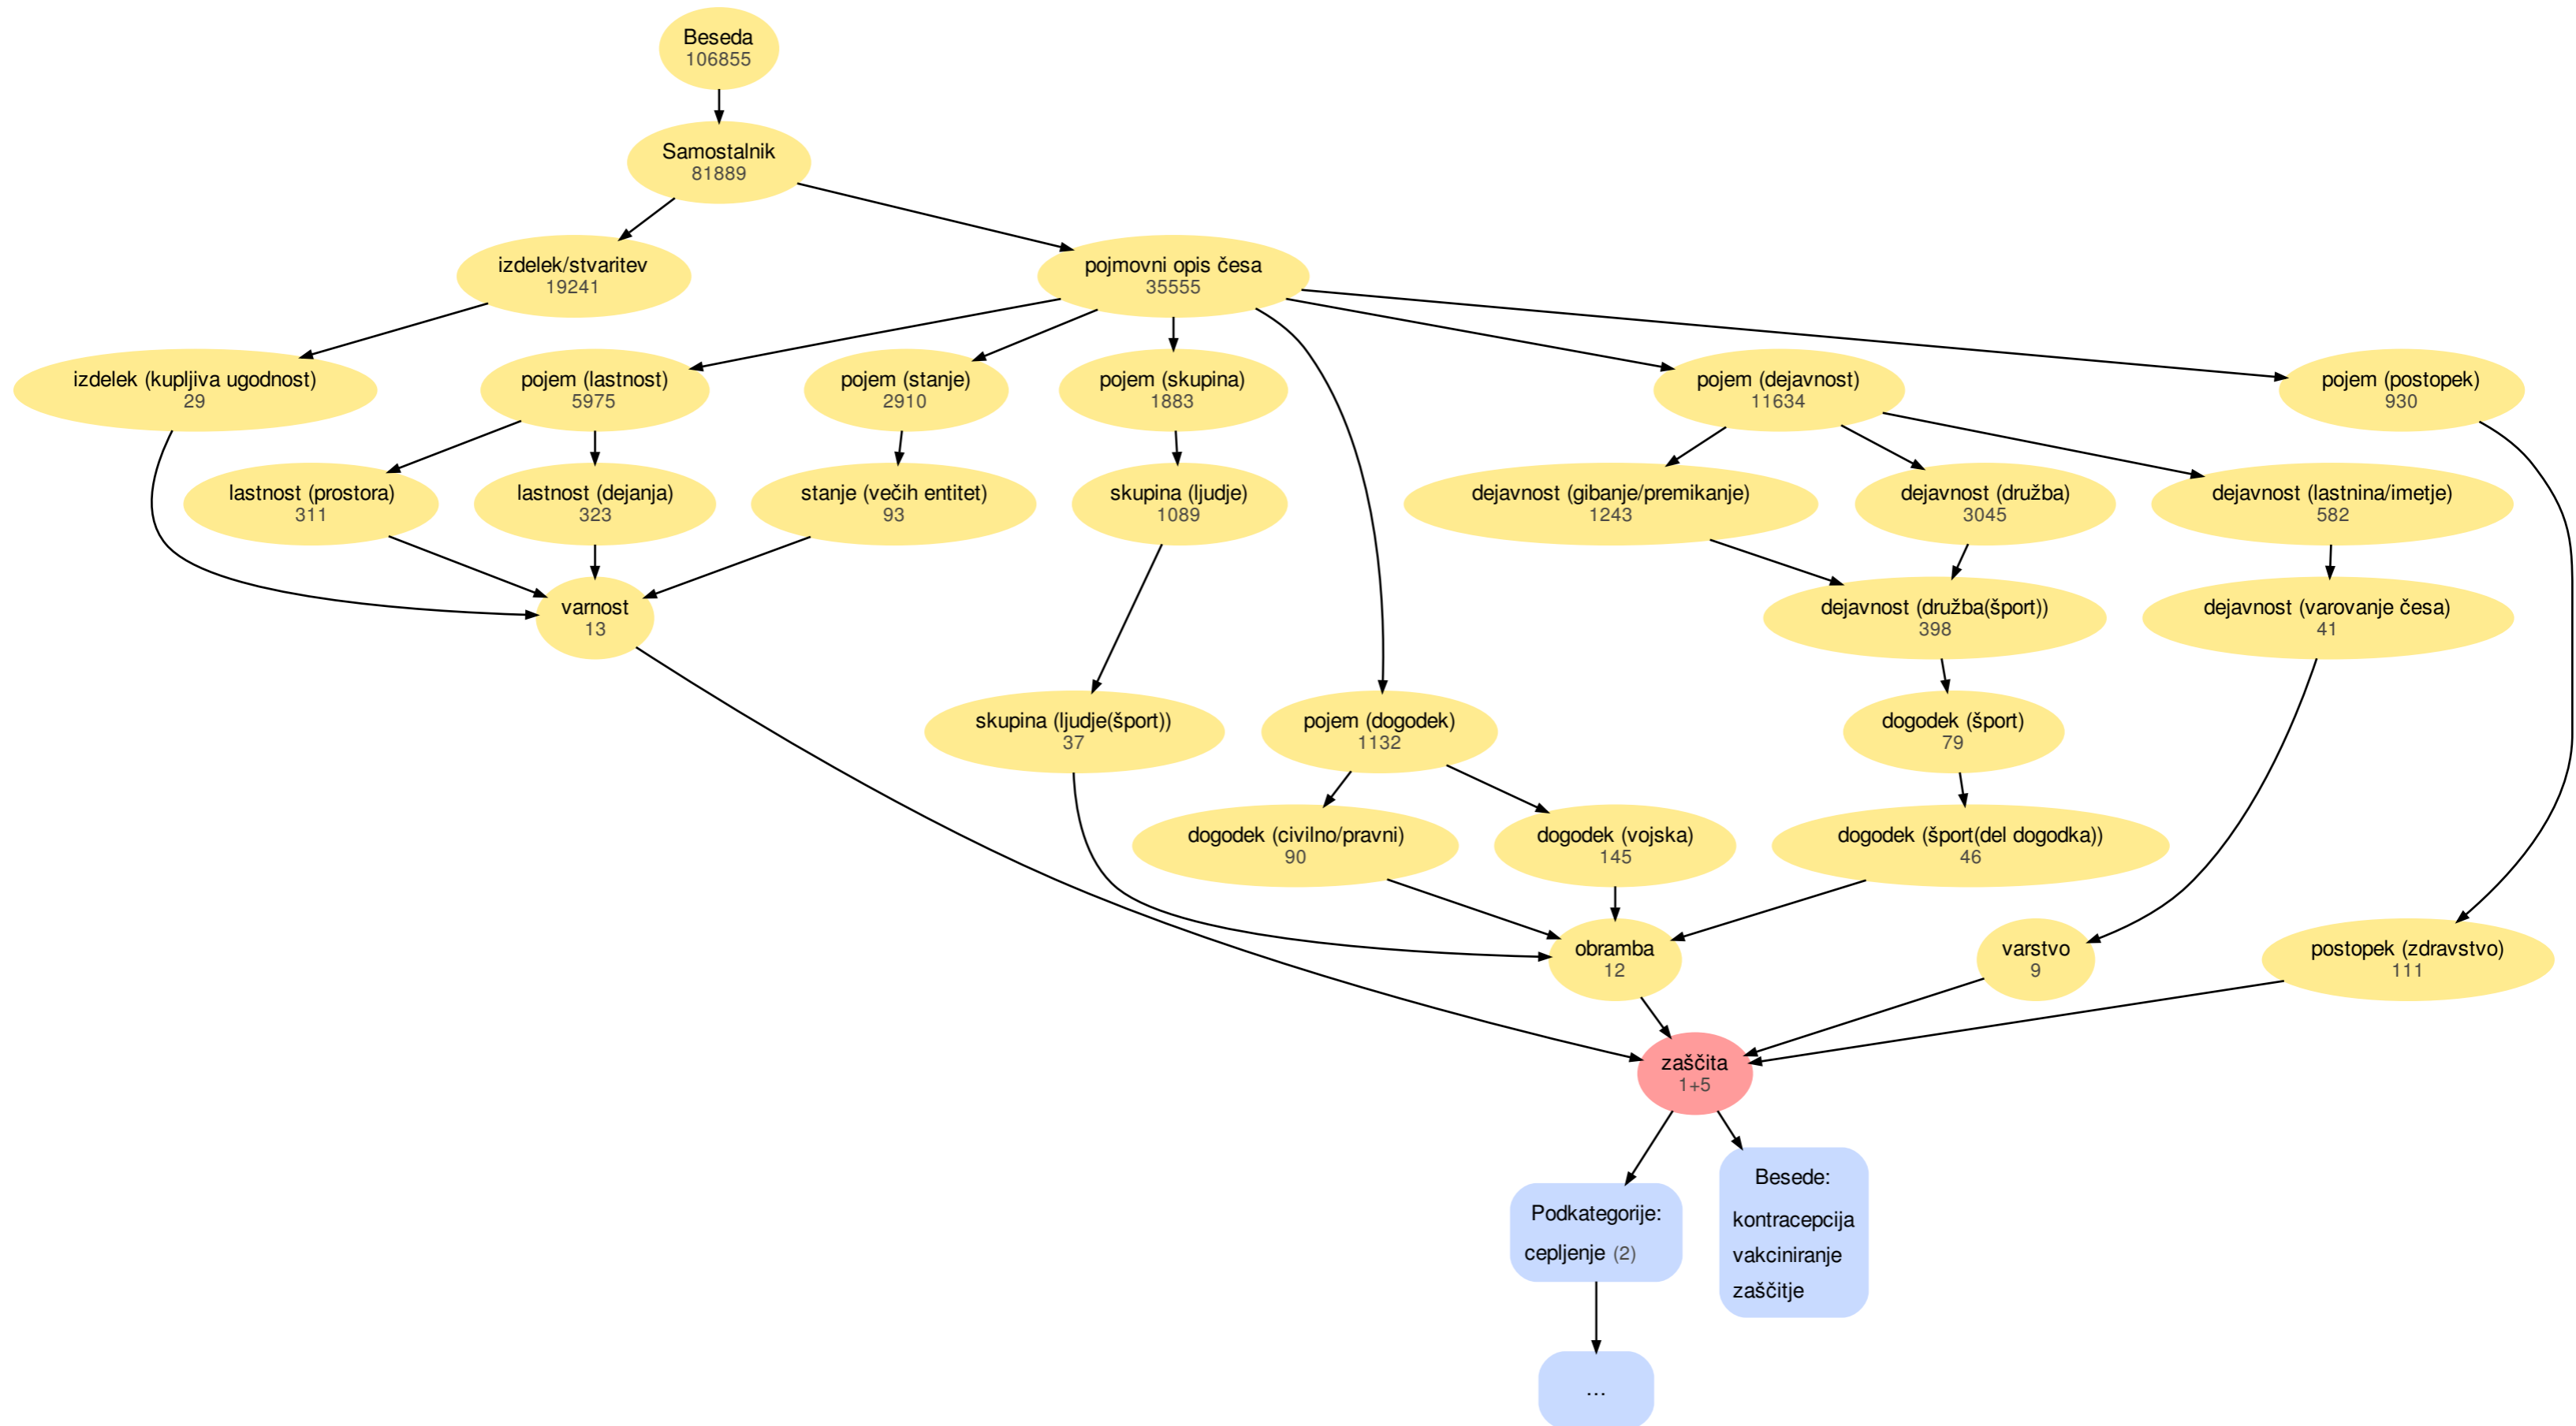 Beseda
106855
Samostalnik
81889
izdelek/stvaritev
19241
pojmovni opis česa
35555
izdelek (kupljiva ugodnost)
29
pojem (lastnost)
5975
pojem (stanje)
2910
pojem (skupina)
1883
pojem (dejavnost)
11634
pojem (postopek)
930
lastnost (prostora)
311
lastnost (dejanja)
323
stanje (večih entitet)
93
skupina (ljudje)
1089
dejavnost (gibanje/premikanje)
1243
dejavnost (družba)
3045
dejavnost (lastnina/imetje)
582
varnost
13
dejavnost (družba(šport))
398
dejavnost (varovanje česa)
41
skupina (ljudje(šport))
37
pojem (dogodek)
1132
dogodek (šport)
79
dogodek (civilno/pravni)
90
dogodek (vojska)
145
dogodek (šport(del dogodka))
46
obramba
12
varstvo
9
postopek (zdravstvo)
111
zaščita
1+5
Podkategorije:
cepljenje (2)
Besede:
kontracepcija
vakciniranje
zaščitje
...